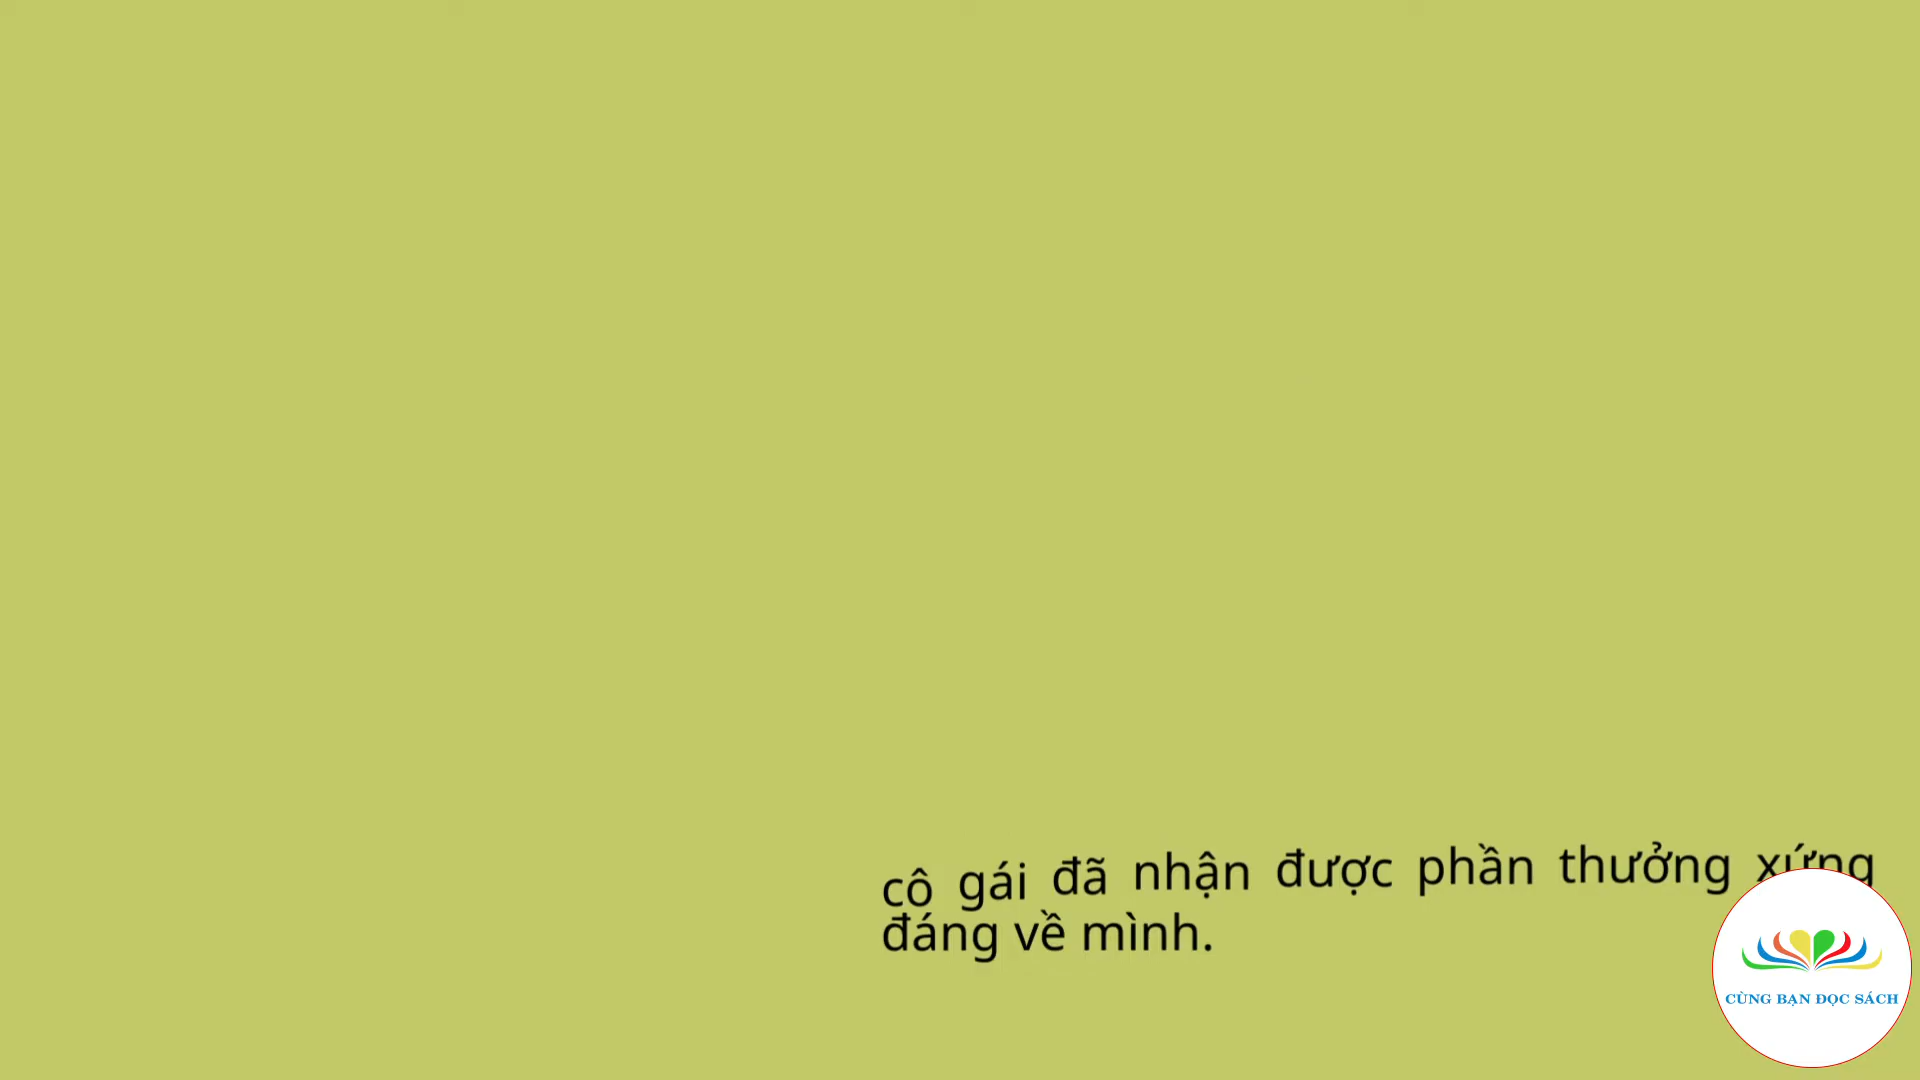 cô gái đã nhận được phần thưởng xứng
đáng về mình.
CÙNG BẠN ĐỌC SÁCH